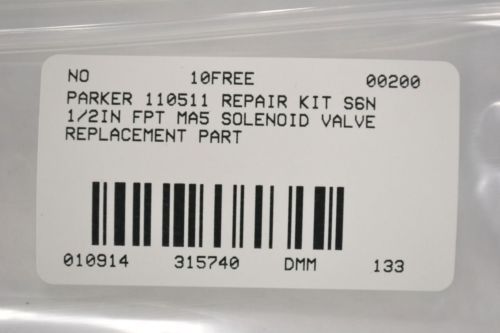 NO 10FREE 00200
PARKER 110511 REPAIR KIT S6N
1/2IN FPT MA5 SOLENOID VALVE
REPLACEMENT PART
010914 315740 DMM 133